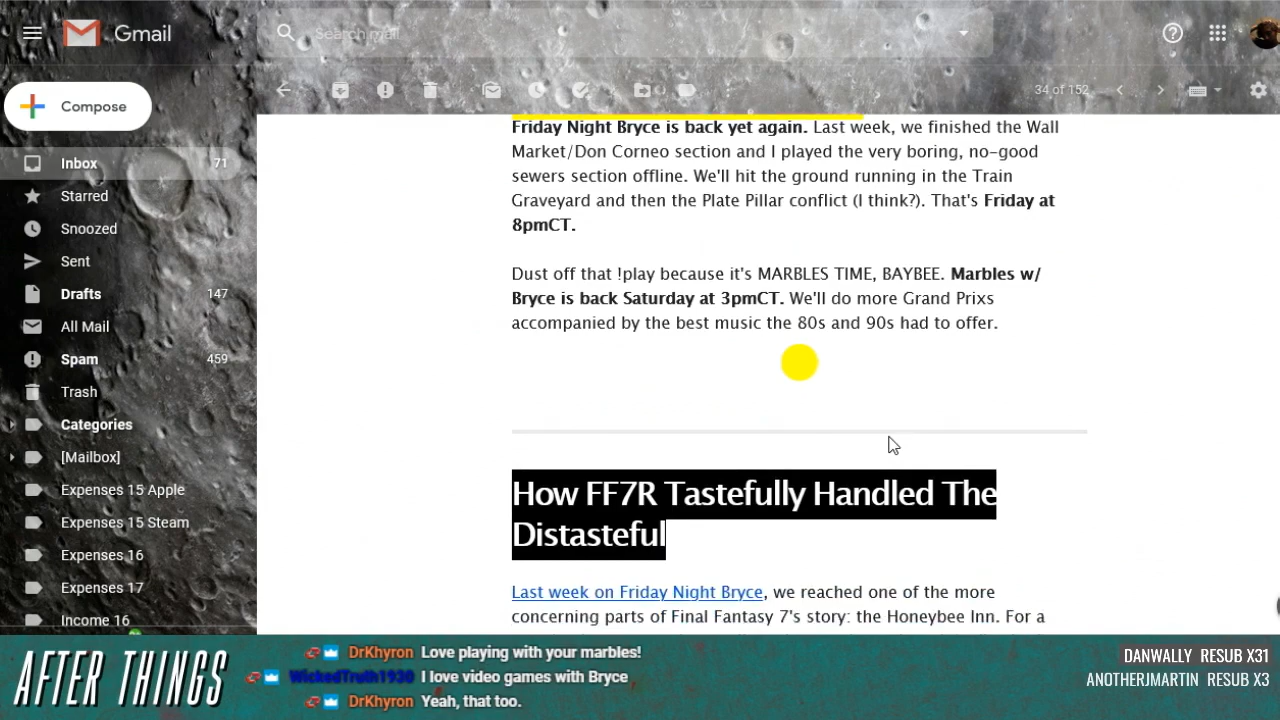 Gmail
Search mail
Compose
34 of 152
Inbox 71
Starred
Snoozed
Sent
Drafts 147
All Mail
Spam 459
Trash
Categories
[Mailbox]
Expenses 15 Apple
Expenses 15 Steam
Expenses 16
Expenses 17
Income 16
Friday Night Bryce is back yet again. Last week, we finished the Wall
Market/Don Corneo section and I played the very boring, no-good
sewers section offline. We'll hit the ground running in the Train
Graveyard and then the Plate Pillar conflict (I think?). That's Friday at
8pmCT.
Dust off that !play because it's MARBLES TIME, BAYBEE. Marbles w/
Bryce is back Saturday at 3pmCT. We'll do more Grand Prixs
accompanied by the best music the 80s and 90s had to offer.
How FF7R Tastefully Handled The
Distasteful
Last week on Friday Night Bryce, we reached one of the more
concerning parts of Final Fantasy 7's story: the Honeybee Inn. For a
AFTER THINGS
DrKhyron Love playing with your marbles!
WickedTruth1930 I love video games with Bryce
DrKhyron Yeah, that too.
DANWALLY RESUB X31
ANOTHERJMARTIN RESUB X3